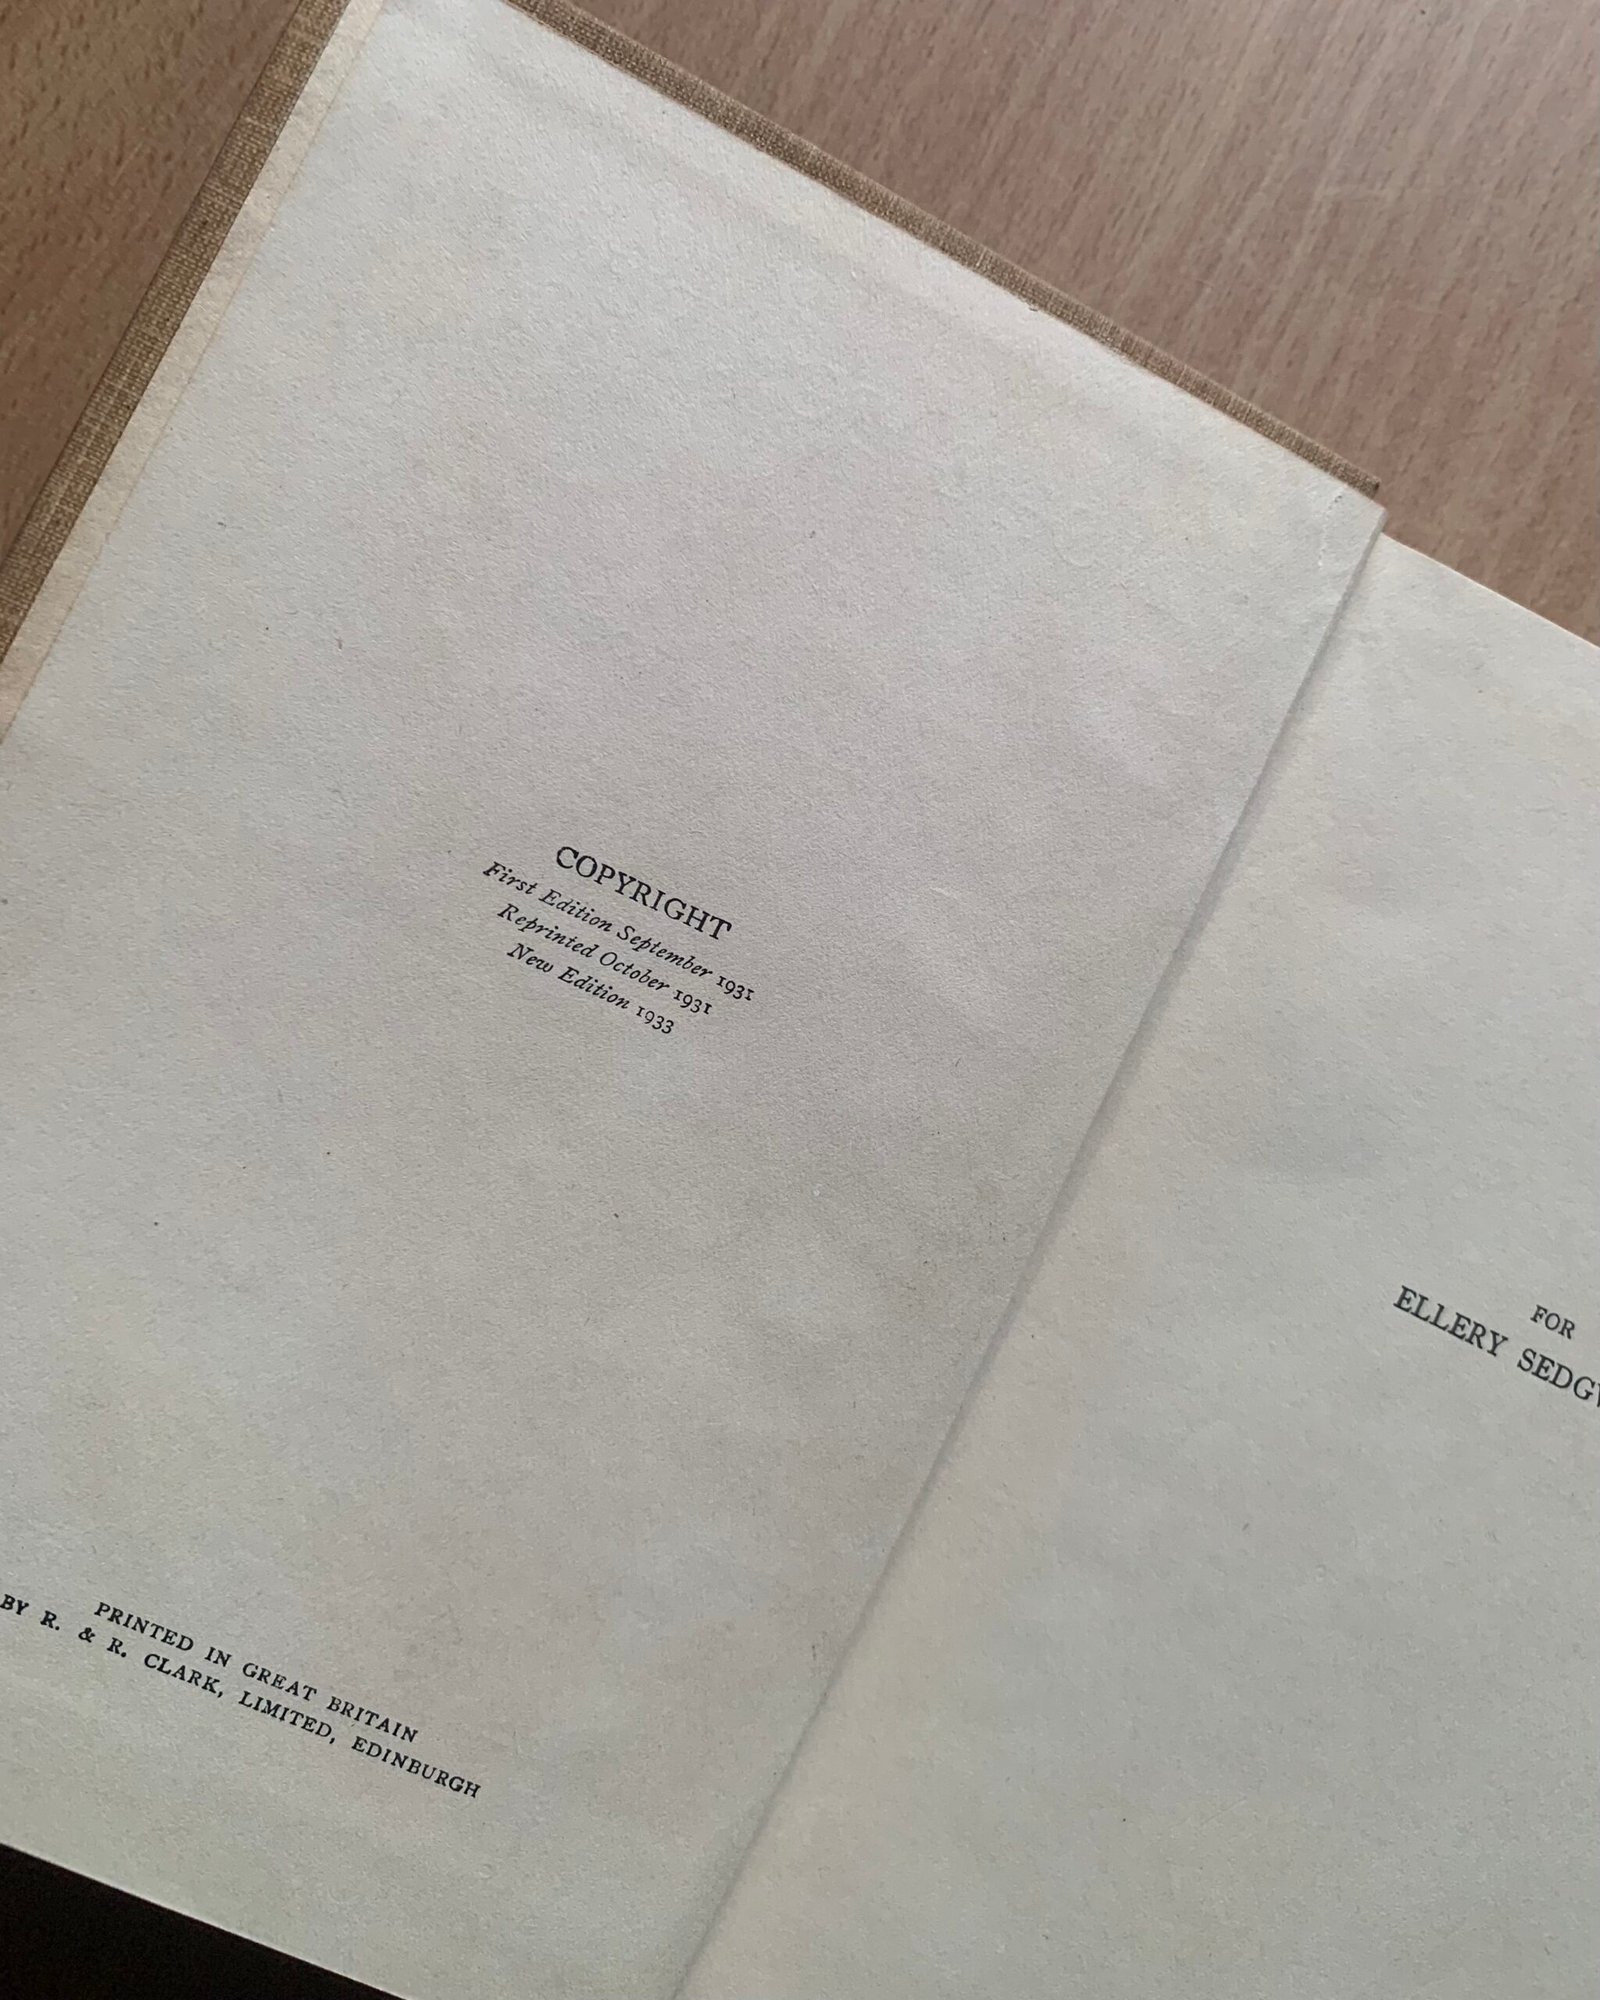 COPYRIGHT
First Edition September 1931
Reprinted October 1931
New Edition 1933
PRINTED IN GREAT BRITAIN
BY R. & R. CLARK, LIMITED, EDINBURGH
FOR
ELLERY